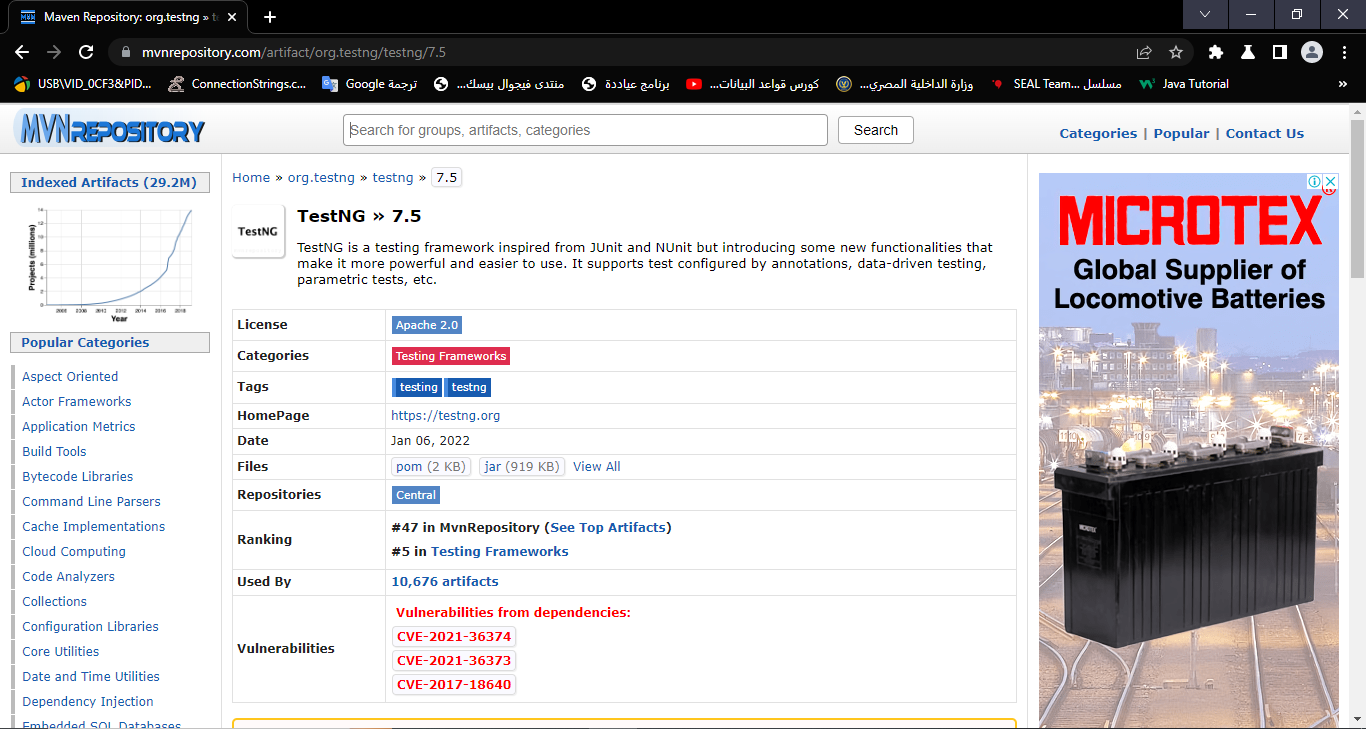 Maven Repository: org.testng » te
mvnrepository.com/artifact/org.testng/testng/7.5
USB\VID_0CF3&PID...
ConnectionStrings.c...
ترجمة Google
منتدى فيجوال بيسك...
برنامج عياددة
كورس قواعد البيانات...
وزارة الداخلية المصري...
مسلسل SEAL Team...
Java Tutorial
»
MVNREPOSITORY
Search for groups, artifacts, categories
Search
Categories | Popular | Contact Us
Indexed Artifacts (29.2M)
Projects (millions)
Year
Popular Categories
Aspect Oriented
Actor Frameworks
Application Metrics
Build Tools
Bytecode Libraries
Command Line Parsers
Cache Implementations
Cloud Computing
Code Analyzers
Collections
Configuration Libraries
Core Utilities
Date and Time Utilities
Dependency Injection
Embedded SQL Databases
Home » org.testng » testng » 7.5
TestNG
TestNG » 7.5
TestNG is a testing framework inspired from JUnit and NUnit but introducing some new functionalities that
make it more powerful and easier to use. It supports test configured by annotations, data-driven testing,
parametric tests, etc.
License Apache 2.0
Categories Testing Frameworks
Tags testing testng
HomePage https://testng.org
Date Jan 06, 2022
Files pom (2 KB) jar (919 KB) View All
Repositories Central
Ranking #47 in MvnRepository (See Top Artifacts)
#5 in Testing Frameworks
Used By 10,676 artifacts
Vulnerabilities Vulnerabilities from dependencies:
CVE-2021-36374
CVE-2021-36373
CVE-2017-18640
MICROTEX
Global Supplier of
Locomotive Batteries
MICROTEX